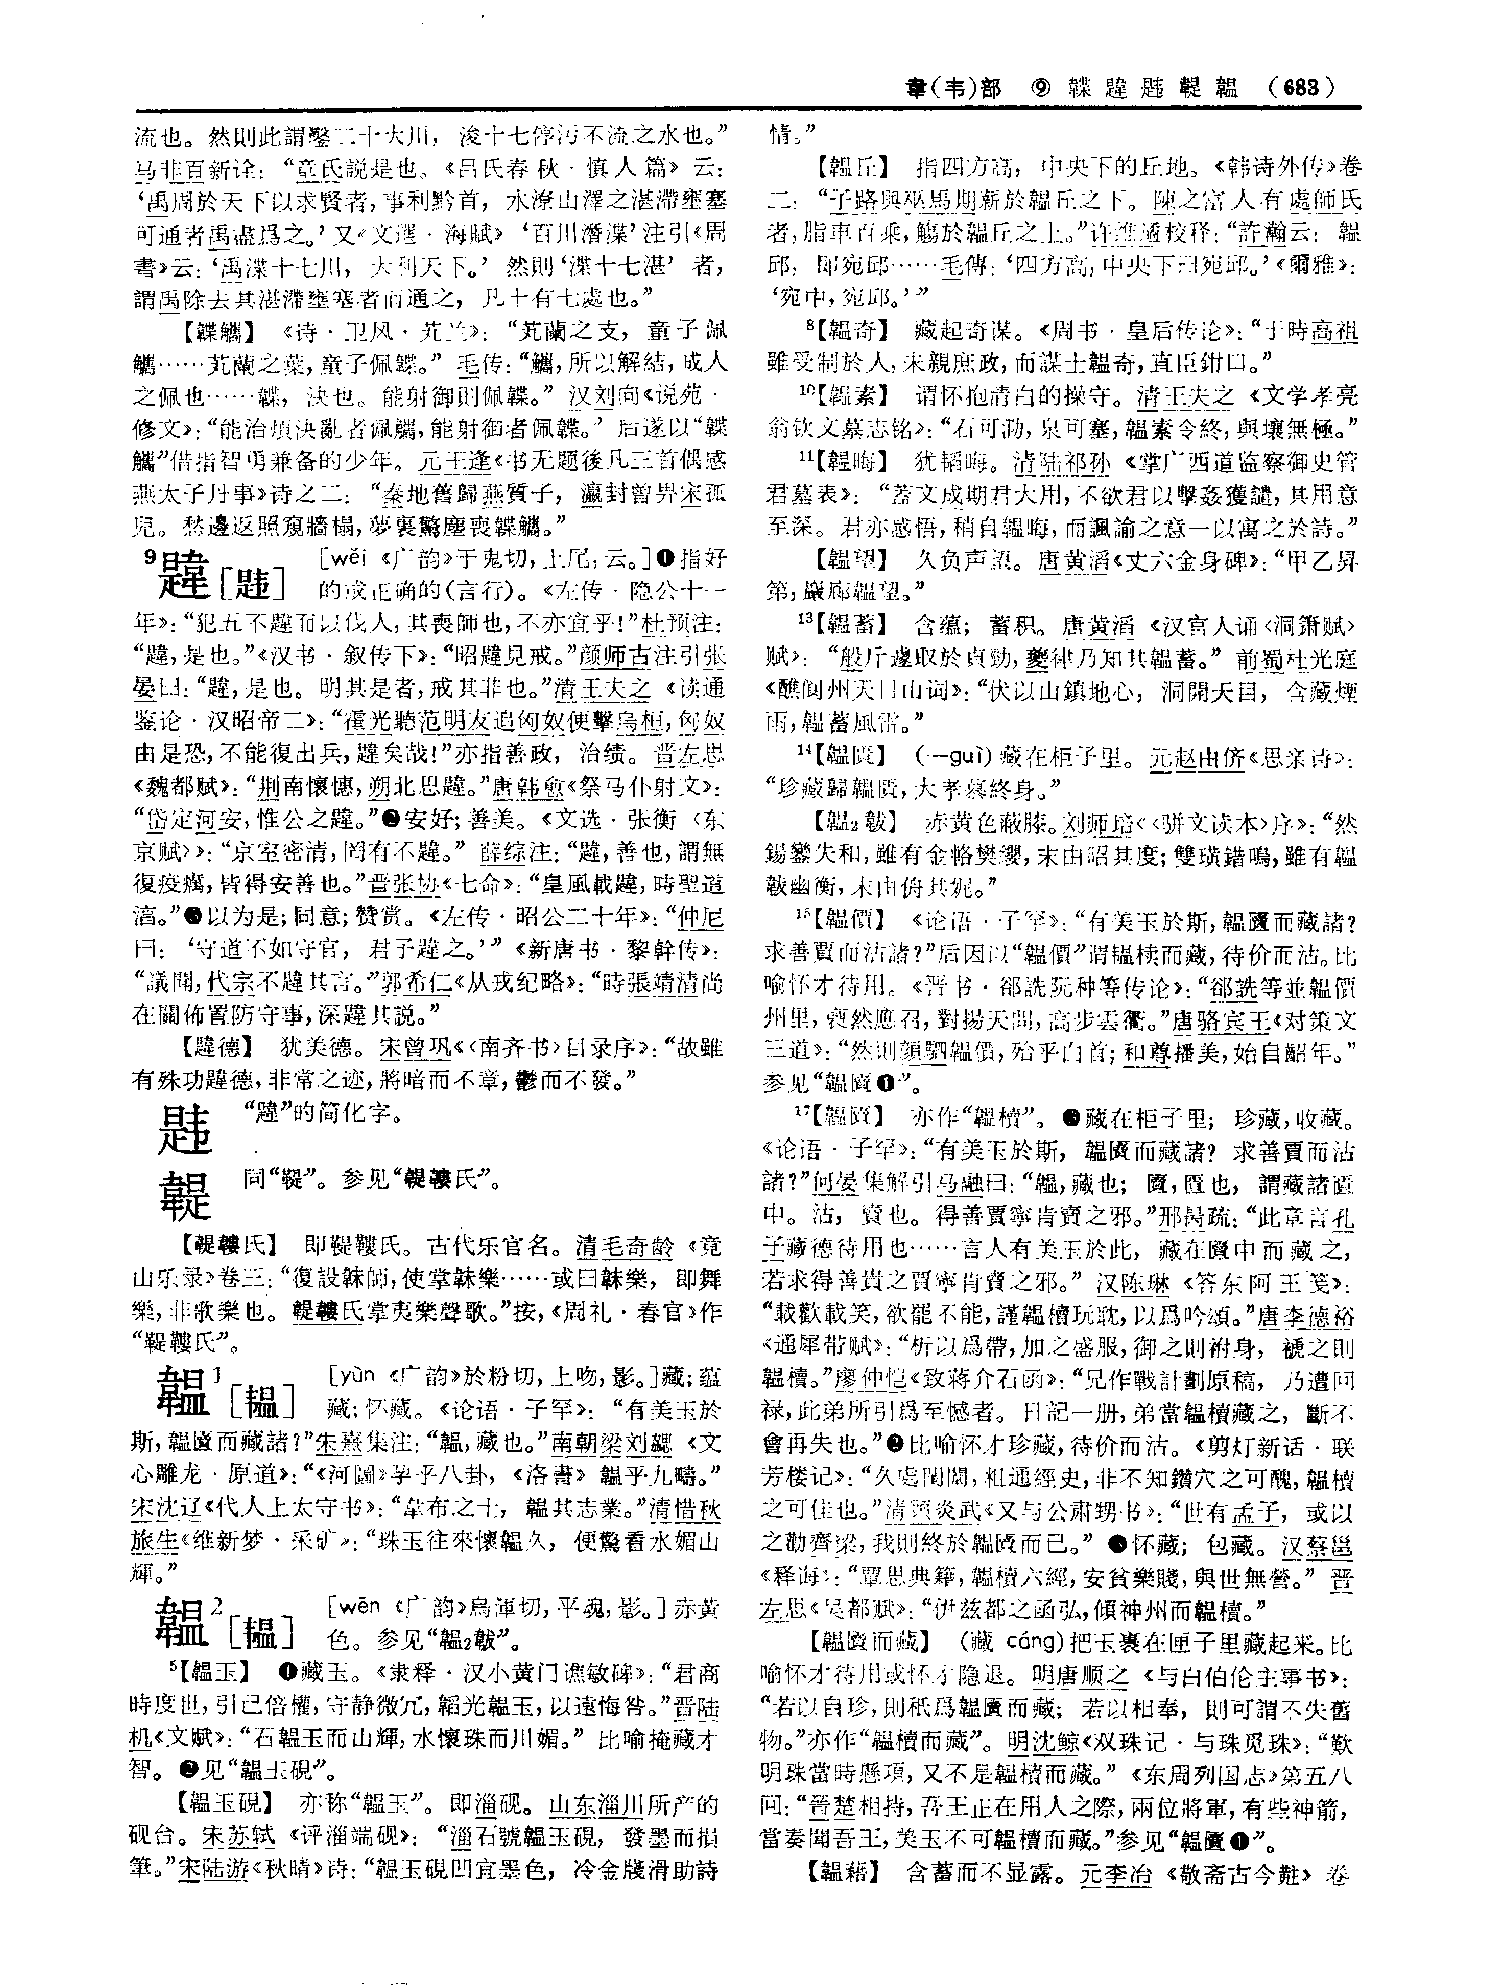 韋(韦)部 ⑨ 韘 韙 韪 韔 韞 (683)
流也。然則此謂鑿二十大川，浚十七停污不流之水也。”
马非百新诠：“童氏説是也。《吕氏春秋·慎人篇》云：
‘禹周於天下以求賢者，事利黔首，水潦山澤之湛滯壅塞
可通者禹盡爲之。’又《文選·海賦》‘百川潛渫’注引《周
書》云：‘禹渫十七川，大利天下。’然則‘渫十七湛’者，
謂禹除去其湛滯壅塞者而通之，凡十有七處也。”
【韘觿】 《诗·卫风·芄兰》：“芄蘭之支，童子佩
觿……芄蘭之葉，童子佩韘。”毛传：“觿，所以解結，成人
之佩也……韘，決也。能射御則佩韘。”汉刘向《说苑·
修文》：“能治煩決亂者佩觿，能射御者佩韘。”后遂以“韘
觿”借指智勇兼备的少年。元王逢《书无题後凡三首偶感
燕太子丹事》诗之二：“秦地舊歸燕質子，瀛封曾畀宋孤
兒。愁邊返照窺牆榻，夢裏驚塵喪韘觿。”
9韙［韪］ [wěi 《广韵》于鬼切，上尾，云。]❶指好
的或正确的(言行)。《左传·隐公十一
年》：“犯五不韙而以伐人，其喪師也，不亦宜乎！”杜预注：
“韙，是也。”《汉书·叙传下》：“昭韙見戒。”颜师古注引张
晏曰：“韙，是也。明其是者，戒其非也。”清王夫之《读通
鉴论·汉昭帝二》：“霍光聽范明友追匈奴便擊烏桓，匈奴
由是恐，不能復出兵，韙矣哉！”亦指善政，治绩。晋左思
《魏都赋》：“荆南懷憓，朔北思韙。”唐韩愈《祭马仆射文》：
“岱定河安，惟公之韙。”❷安好；善美。《文选·张衡〈东
京赋〉》：“京室密清，罔有不韙。”薛综注：“韙，善也，謂無
復疫癘，皆得安善也。”晋张协《七命》：“皇風載韙，時聖道
淳。”❸以为是；同意；赞赏。《左传·昭公二十年》：“仲尼
曰：‘守道不如守官，君子韙之。’”《新唐书·黎幹传》：
“議聞，代宗不韙其言。”郭希仁《从戎纪略》：“時張靖清尚
在關佈置防守事，深韙其説。”
【韙德】 犹美德。宋曾巩《〈南齐书〉目录序》：“故雖
有殊功韙德，非常之迹，將暗而不章，鬱而不發。”
韪 “韙”的简化字。
韔 同“鞮”。参见“鞮鞻氏”。
【鞮鞻氏】 即鞮鞻氏。古代乐官名。清毛奇龄《竟
山乐录》卷三：“復設韎師，使掌韎樂……或曰韎樂，即舞
樂，非歌樂也。鞮鞻氏掌夷樂聲歌。”按，《周礼·春官》作
“鞮鞻氏”。
韞1［韫］ [yùn 《广韵》於粉切，上吻，影。]藏；蕴
藏；怀藏。《论语·子罕》：“有美玉於
斯，韞匵而藏諸？”朱熹集注：“韞，藏也。”南朝梁刘勰《文
心雕龙·原道》：“《河圖》孕乎八卦，《洛書》韞乎九疇。”
宋沈辽《代人上太守书》：“韋布之士，韞其志業。”清惜秋
旅生《维新梦·采矿》：“珠玉往來懷韞久，便驚看水媚山
輝。”
韞2［韫］ [wēn 《广韵》烏渾切，平魂，影。]赤黄
色。参见“韞2韍”。
5【韞玉】 ❶藏玉。《隶释·汉小黄门谯敏碑》：“君商
時度世，引己倍權，守静微冗，韜光韞玉，以遠悔咎。”晋陆
机《文赋》：“石韞玉而山輝，水懷珠而川媚。”比喻掩藏才
智。❷见“韞玉硯”。
【韞玉硯】 亦称“韞玉”。即淄砚。山东淄川所产的
砚台。宋苏轼《评淄端砚》：“淄石號韞玉硯，發墨而損
筆。”宋陆游《秋晴》诗：“韞玉硯凹宜墨色，冷金牋滑助詩
情。”
【韞丘】 指四方高，中央下的丘地。《韩诗外传》卷
二：“子路與巫馬期薪於韞丘之下。陳之富人有處師氏
者，脂車百乘，觴於韞丘之上。”许维遹校释：“許瀚云：韞
邱，即宛邱……毛傳：‘四方高，中央下曰宛邱。’《爾雅》：
‘宛中，宛邱。’”
8【韞奇】 藏起奇谋。《周书·皇后传论》：“于時高祖
雖受制於人，未親庶政，而謀士韞奇，直臣鉗口。”
10【韞素】 谓怀抱清白的操守。清王夫之《文学孝亮
翁钦文墓志铭》：“石可泐，泉可塞，韞素令終，與壤無極。”
11【韞晦】 犹韬晦。清陆祁孙《掌广西道监察御史管
君墓表》：“蓋文成期君大用，不欲君以擊姦獲譴，其用意
至深。君亦感悟，稍自韞晦，而諷諭之意一以寓之於詩。”
【韞望】 久负声望。唐黄滔《丈六金身碑》：“甲乙昇
第，巖廊韞望。”
13【韞蓄】 含蕴；蓄积。唐黄滔《汉宫人诵〈洞箫赋〉
赋》：“般斤遽取於貞勁，夔律乃知其韞蓄。”前蜀杜光庭
《醮阆州天目山词》：“伏以山鎮地心，洞開天目，含藏煙
雨，韞蓄風雷。”
14【韞匱】 (—guì)藏在柜子里。元赵由侪《思亲诗》：
“珍藏歸韞匱，大孝慕終身。”
【韞2韍】 赤黄色蔽膝。刘师培《〈骈文读本〉序》：“然
鍚鑾失和，雖有金輅樊纓，末由昭其度；雙璜錯鳴，雖有韞
韍幽衡，末由侔其妮。”
15【韞價】 《论语·子罕》：“有美玉於斯，韞匵而藏諸？
求善賈而沽諸？”后因以“韞價”谓韫椟而藏，待价而沽。比
喻怀才待用。《晋书·郤詵阮种等传论》：“郤詵等並韞價
州里，裒然應召，對揚天問，高步雲衢。”唐骆宾王《对策文
三道》：“然則顔駟韞價，殆乎白首；和尊播美，始自韶年。”
参见“韞匵❶”。
17【韞匵】 亦作“韞櫝”。❶藏在柜子里；珍藏，收藏。
《论语·子罕》：“有美玉於斯，韞匵而藏諸？求善賈而沽
諸？”何晏集解引马融曰：“韞，藏也；匵，匱也，謂藏諸匱
中。沽，賣也。得善賈寧肯賣之邪。”邢昺疏：“此章言孔
子藏德待用也……言人有美玉於此，藏在匵中而藏之，
若求得善貴之賈寧肯賣之邪。”汉陈琳《答东阿王笺》：
“載歡載笑，欲罷不能，謹韞櫝玩耽，以爲吟頌。”唐李德裕
《通犀带赋》：“析以爲帶，加之盛服，御之則衬身，褫之則
韞櫝。”廖仲恺《致蒋介石函》：“兄作戰計劃原稿，乃遭回
禄，此弟所引爲至憾者。日記一册，弟當韞櫝藏之，斷不
會再失也。”❷比喻怀才珍藏，待价而沽。《剪灯新话·联
芳楼记》：“久處閨閫，粗通經史，非不知鑽穴之可醜，韞櫝
之可佳也。”清顾炎武《又与公肃甥书》：“世有孟子，或以
之勸齊梁，我則終於韞匵而已。”❸怀藏；包藏。汉蔡邕
《释诲》：“覃思典籍，韞櫝六經，安貧樂賤，與世無營。”晋
左思《吴都赋》：“伊兹都之函弘，傾神州而韞櫝。”
【韞匵而藏】 (藏 cáng)把玉裹在匣子里藏起来。比
喻怀才待用或怀才隐退。明唐顺之《与白伯伦主事书》：
“若以自珍，則秖爲韞匵而藏；若以相奉，則可謂不失舊
物。”亦作“韞櫝而藏”。明沈鲸《双珠记·与珠觅珠》：“歎
明珠當時懸項，又不是韞櫝而藏。”《东周列国志》第五八
回：“晉楚相持，吾王正在用人之際，兩位將軍，有些神箭，
當奏聞吾王，美玉不可韞櫝而藏。”参见“韞匵❶”。
【韞藉】 含蓄而不显露。元李冶《敬斋古今黈》卷